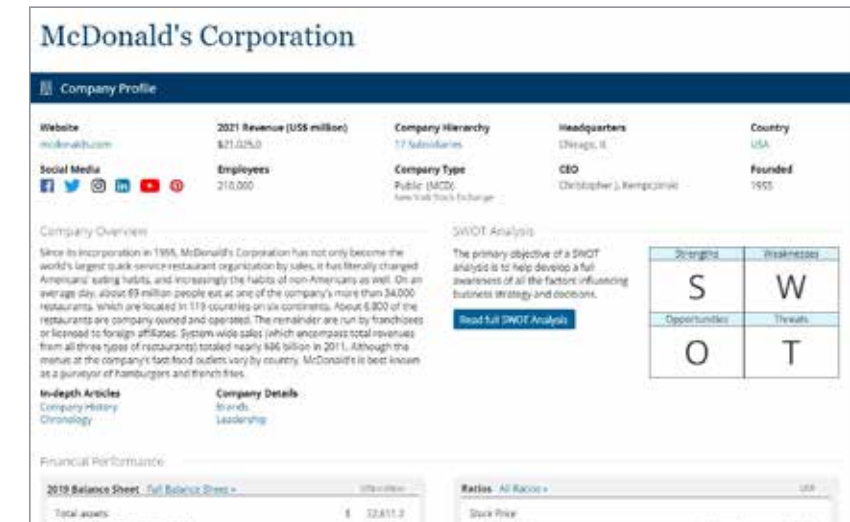 McDonald's Corporation
Company Profile
Website
mcdonalds.com
2021 Revenue (US$ million)
$21,025.0
Company Hierarchy
17 Subsidiaries
Headquarters
Chicago, IL
Country
USA
Social Media
Employees
210,000
Company Type
Public (MCD)
New York Stock Exchange
CEO
Christopher J. Kempczinski
Founded
1955
Company Overview
Since its incorporation in 1955, McDonald's Corporation has not only become the
world's largest quick-service restaurant organization by sales, it has literally changed
Americans' eating habits, and increasingly the habits of non-Americans as well. On an
average day, about 69 million people eat at one of the company's more than 34,000
restaurants, which are located in 119 countries on six continents. About 6,800 of the
restaurants are company owned and operated. The remainder are run by franchisees
or licensed to foreign affiliates. System wide sales (which encompass total revenues
from all three types of restaurants) totaled nearly $86 billion in 2011. Although the
menus at the company's fast food outlets vary by country, McDonald's is best known
as a purveyor of hamburgers and french fries.
In-depth Articles
Company History
Chronology
Company Details
Brands
Leadership
SWOT Analysis
The primary objective of a SWOT
analysis is to help develop a full
awareness of all the factors influencing
business strategy and decisions.
Read full SWOT Analysis
Strengths
Weaknesses
S
W
Opportunities
Threats
O
T
Financial Performance
2019 Balance Sheet Full Balance Sheet »
Total assets
$
Ratios All Ratios »
Stock Price